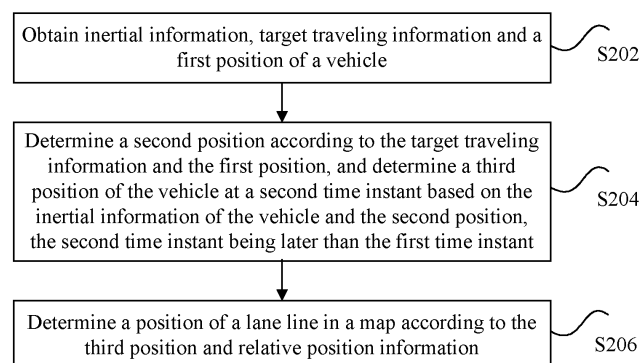 Obtain inertial information, target traveling information and a
first position of a vehicle
S202
Determine a second position according to the target traveling
information and the first position, and determine a third
position of the vehicle at a second time instant based on the
inertial information of the vehicle and the second position,
the second time instant being later than the first time instant
S204
Determine a position of a lane line in a map according to the
third position and relative position information
S206